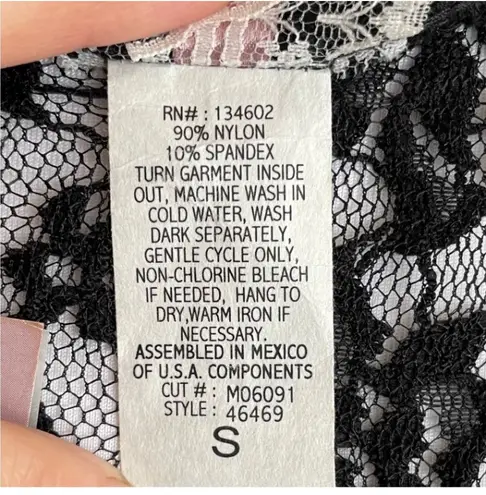 RN# : 134602
90% NYLON
10% SPANDEX
TURN GARMENT INSIDE
OUT, MACHINE WASH IN
COLD WATER, WASH
DARK SEPARATELY,
GENTLE CYCLE ONLY,
NON-CHLORINE BLEACH
IF NEEDED, HANG TO
DRY,WARM IRON IF
NECESSARY.
ASSEMBLED IN MEXICO
OF U.S.A. COMPONENTS
CUT # : M06091
STYLE : 46469
S